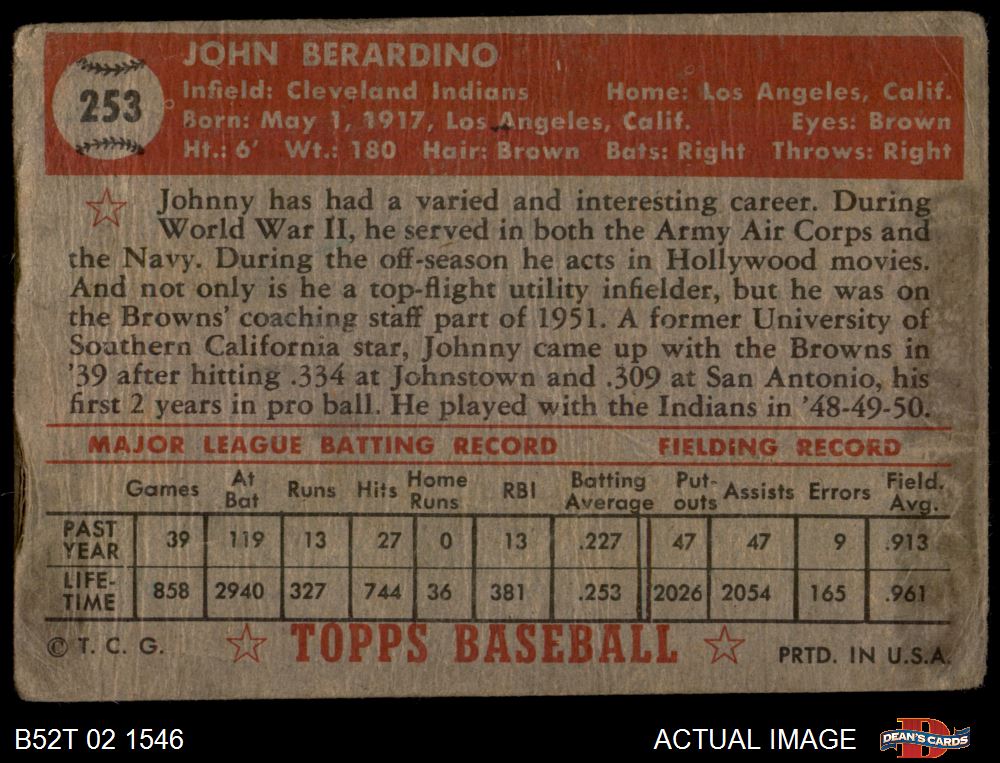 253
JOHN BERARDINO
Infield: Cleveland Indians Home: Los Angeles, Calif.
Born: May 1, 1917, Los Angeles, Calif. Eyes: Brown
Ht.: 6' Wt.: 180 Hair: Brown Bats: Right Throws: Right
Johnny has had a varied and interesting career. During
World War II, he served in both the Army Air Corps and
the Navy. During the off-season he acts in Hollywood movies.
And not only is he a top-flight utility infielder, but he was on
the Browns' coaching staff part of 1951. A former University of
Southern California star, Johnny came up with the Browns in
'39 after hitting .334 at Johnstown and .309 at San Antonio, his
first 2 years in pro ball. He played with the Indians in '48-49-50.
MAJOR LEAGUE BATTING RECORD FIELDING RECORD
Games At Bat Runs Hits Home Runs RBI Batting Average Put-outs Assists Errors Field. Avg.
PAST YEAR 39 119 13 27 0 13 .227 47 47 9 .913
LIFE-TIME 858 2940 327 744 36 381 .253 2026 2054 165 .961
© T. C. G. TOPPS BASEBALL PRTD. IN U.S.A.
B52T 02 1546 ACTUAL IMAGE DEAN'S CARDS